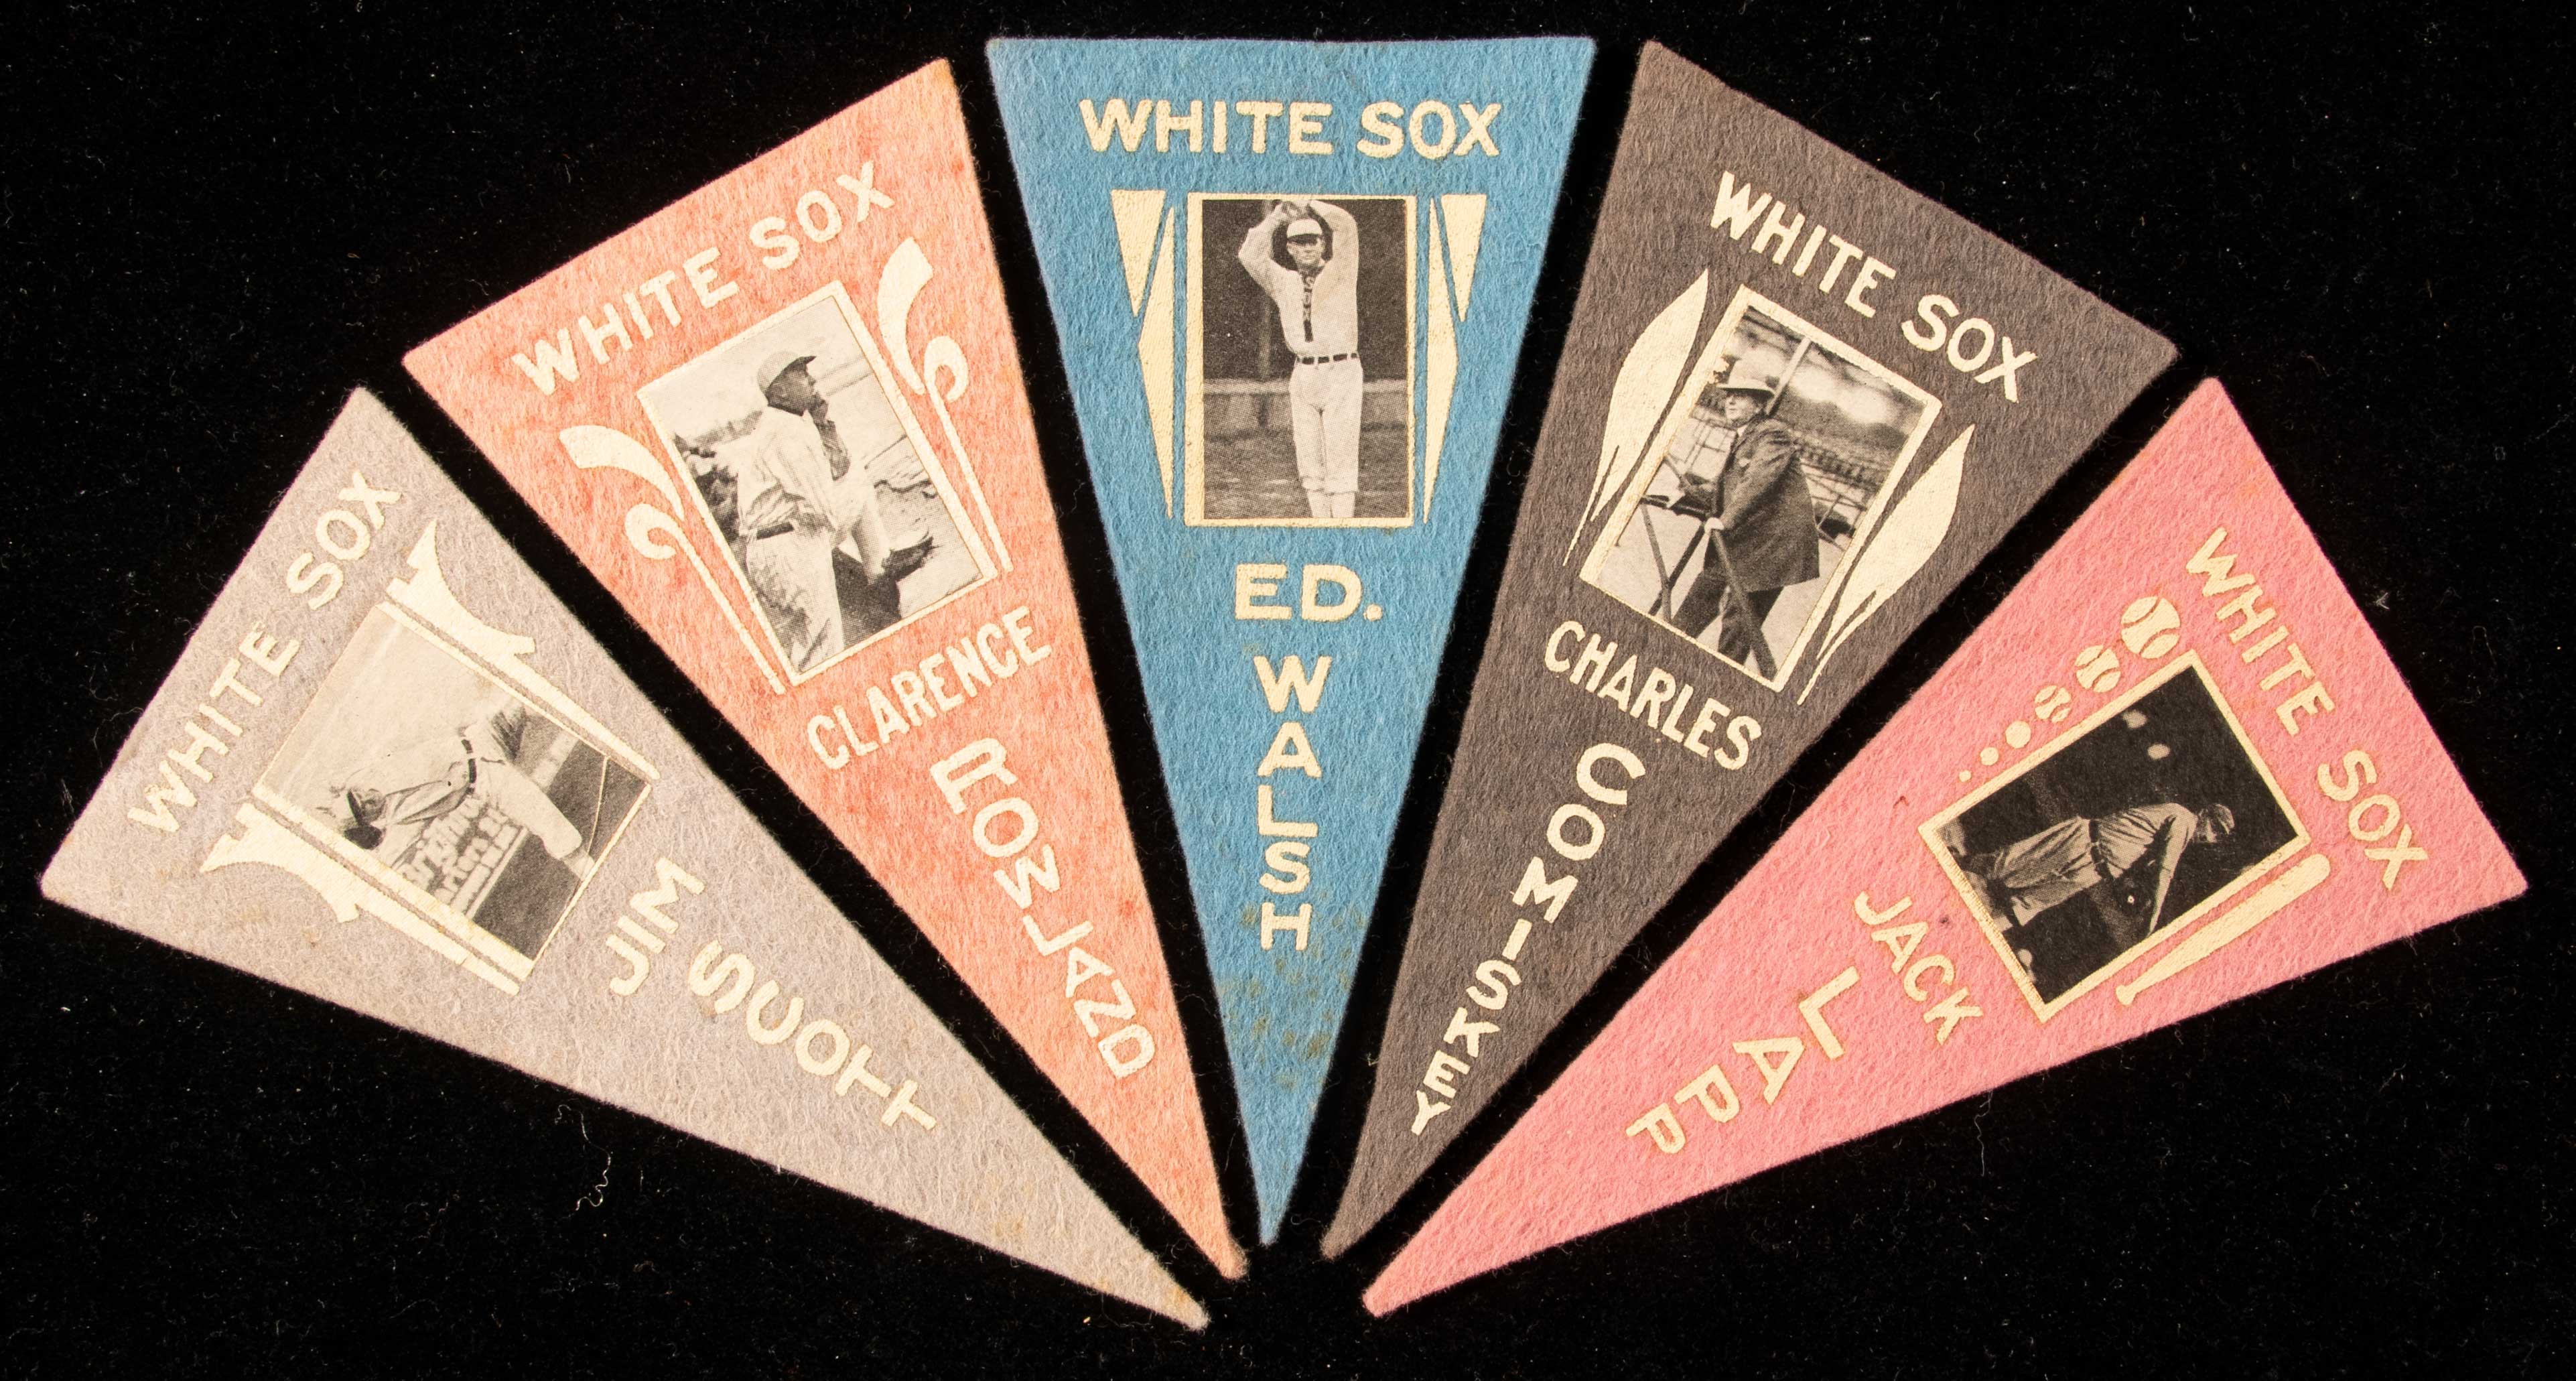 WHITE SOX
JIM
SCOTT
WHITE SOX
CLARENCE
ROWLAND
WHITE SOX
ED.
WALSH
WHITE SOX
CHARLES
COMISKEY
WHITE SOX
JACK
LAPP